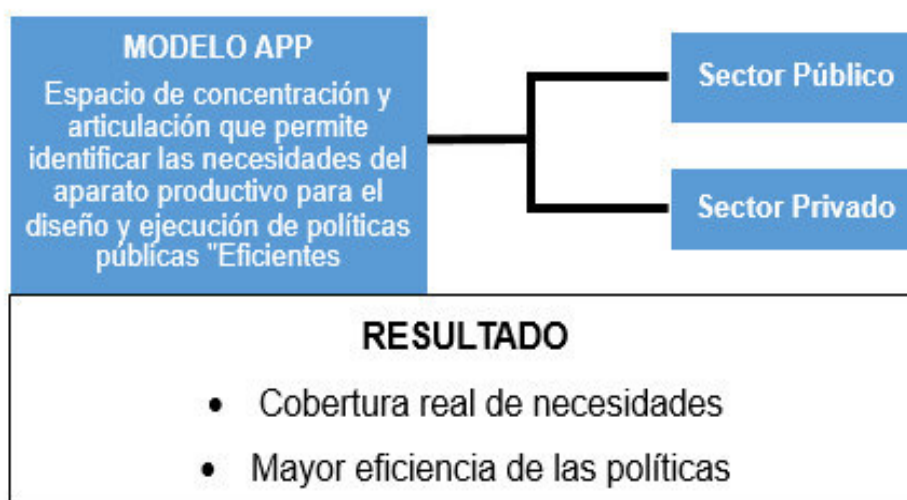 MODELO APP
Espacio de concentración y
articulación que permite
identificar las necesidades del
aparato productivo para el
diseño y ejecución de políticas
públicas "Eficientes
Sector Público
Sector Privado
RESULTADO
• Cobertura real de necesidades
• Mayor eficiencia de las políticas